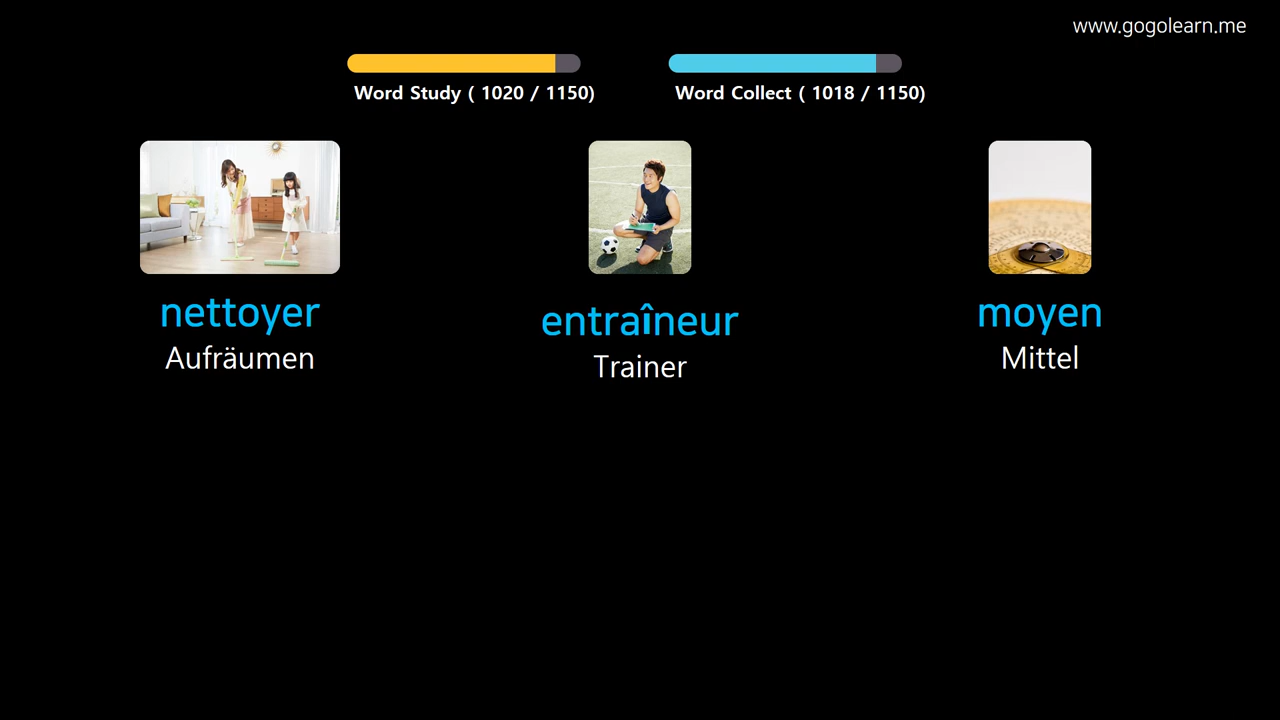 www.gogolearn.me
Word Study ( 1020 / 1150)
Word Collect ( 1018 / 1150)
nettoyer
Aufräumen
entraîneur
Trainer
moyen
Mittel